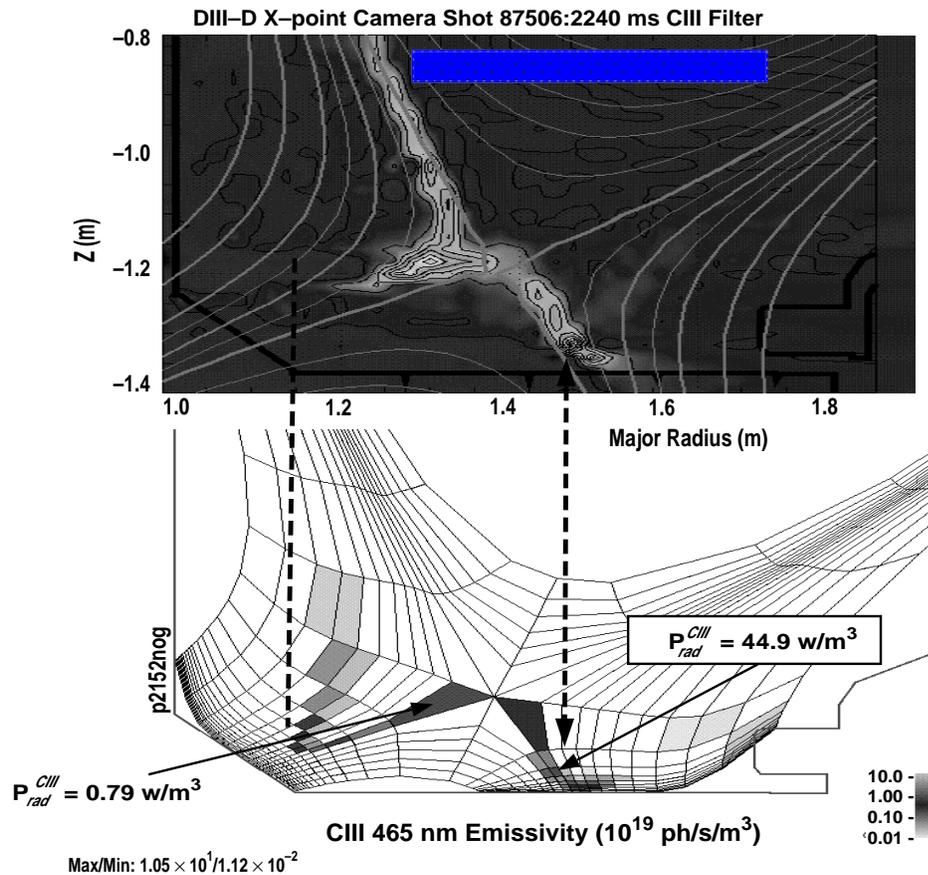 DIII–D X–point Camera Shot 87506:2240 ms CIII Filter
–0.8
–1.0
Z (m)
–1.2
–1.4
1.0 1.2 1.4 1.6 1.8
Major Radius (m)
p2152nog
P_rad^CIII = 44.9 w/m^3
P_rad^CIII = 0.79 w/m^3
10.0 -
1.00 -
0.10 -
<0.01 -
CIII 465 nm Emissivity (10^19 ph/s/m^3)
Max/Min: 1.05 × 10^1/1.12 × 10^-2